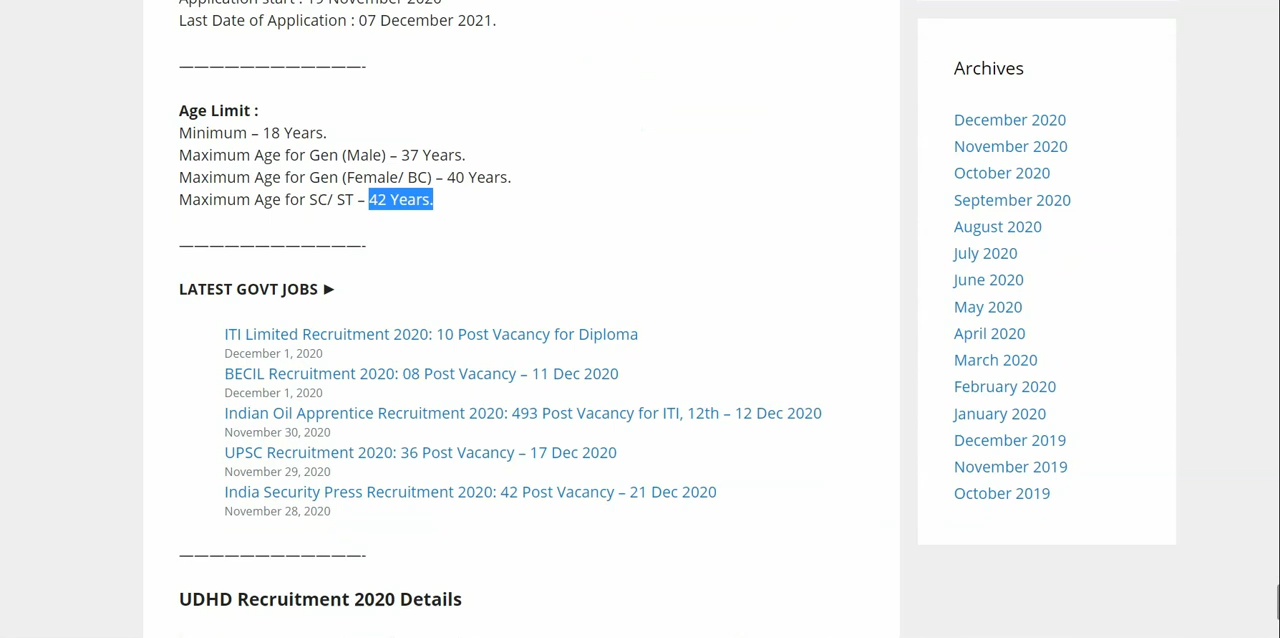 Application start : 19 November 2020
Last Date of Application : 07 December 2021.
————————————-
Age Limit :
Minimum – 18 Years.
Maximum Age for Gen (Male) – 37 Years.
Maximum Age for Gen (Female/ BC) – 40 Years.
Maximum Age for SC/ ST – 42 Years.
————————————-
LATEST GOVT JOBS ►
ITI Limited Recruitment 2020: 10 Post Vacancy for Diploma
December 1, 2020
BECIL Recruitment 2020: 08 Post Vacancy – 11 Dec 2020
December 1, 2020
Indian Oil Apprentice Recruitment 2020: 493 Post Vacancy for ITI, 12th – 12 Dec 2020
November 30, 2020
UPSC Recruitment 2020: 36 Post Vacancy – 17 Dec 2020
November 29, 2020
India Security Press Recruitment 2020: 42 Post Vacancy – 21 Dec 2020
November 28, 2020
————————————-
UDHD Recruitment 2020 Details
Archives
December 2020
November 2020
October 2020
September 2020
August 2020
July 2020
June 2020
May 2020
April 2020
March 2020
February 2020
January 2020
December 2019
November 2019
October 2019